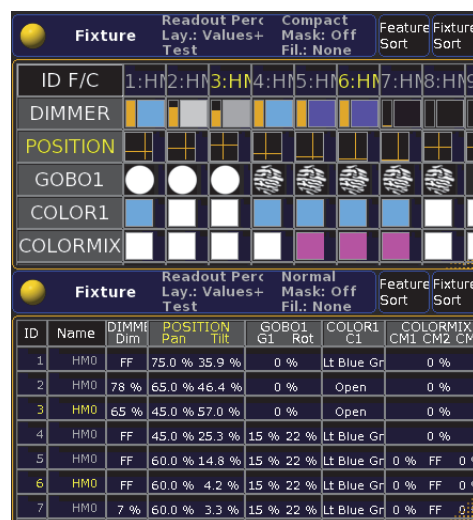 Fixture Readout Perc Compact Feature Fixture
Lay.: Values+ Mask: Off Sort Sort
Test Fil.: None
ID F/C 1:HM 2:HM 3:HM 4:HM 5:HM 6:HM 7:HM 8:HM
DIMMER
POSITION
GOBO1
COLOR1
COLORMIX
Fixture Readout Perc Normal Feature Fixture
Lay.: Values+ Mask: Off Sort Sort
Test Fil.: None
ID Name DIMME POSITION GOBO1 COLOR1 COLORMIX
Dim Pan Tilt G1 Rot C1 CM1 CM2 CM
1 HM0 FF 75.0 % 35.9 % 0 % Lt Blue Gr 0 %
2 HM0 78 % 65.0 % 46.4 % 0 % Open 0 %
3 HM0 65 % 45.0 % 57.0 % 0 % Open 0 %
4 HM0 FF 45.0 % 25.3 % 15 % 22 % Lt Blue Gr 0 %
5 HM0 FF 60.0 % 14.8 % 15 % 22 % Lt Blue Gr 0 % FF 0
6 HM0 FF 60.0 % 4.2 % 15 % 22 % Lt Blue Gr 0 % FF 0
7 HM0 7 % 60.0 % 3.3 % 15 % 22 % Lt Blue Gr 0 % FF